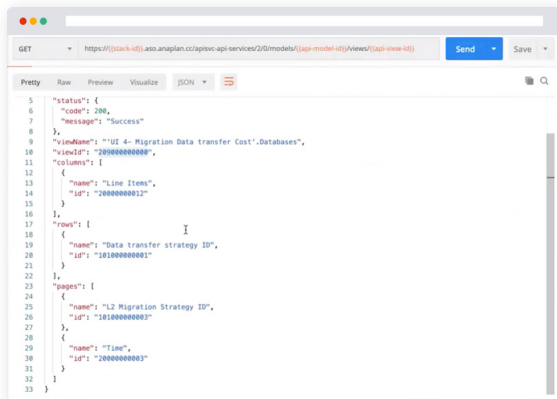 GET https://{{stack-id}}.aso.anaplan.cc/apisvc-api-services/2/0/models/{{api-model-id}}/views/{{api-view-id}} Send Save
Pretty Raw Preview Visualize JSON
5 "status": {
6 "code": 200,
7 "message": "Success"
8 },
9 "viewName": "'UI 4- Migration Data transfer Cost'.Databases",
10 "viewId": "209000000000",
11 "columns": [
12 {
13 "name": "Line Items",
14 "id": "20000000012"
15 }
16 ],
17 "rows": [
18 {
19 "name": "Data transfer strategy ID",
20 "id": "101000000001"
21 }
22 ],
23 "pages": [
24 {
25 "name": "L2 Migration Strategy ID",
26 "id": "101000000003"
27 },
28 {
29 "name": "Time",
30 "id": "20000000003"
31 }
32 ]
33 }